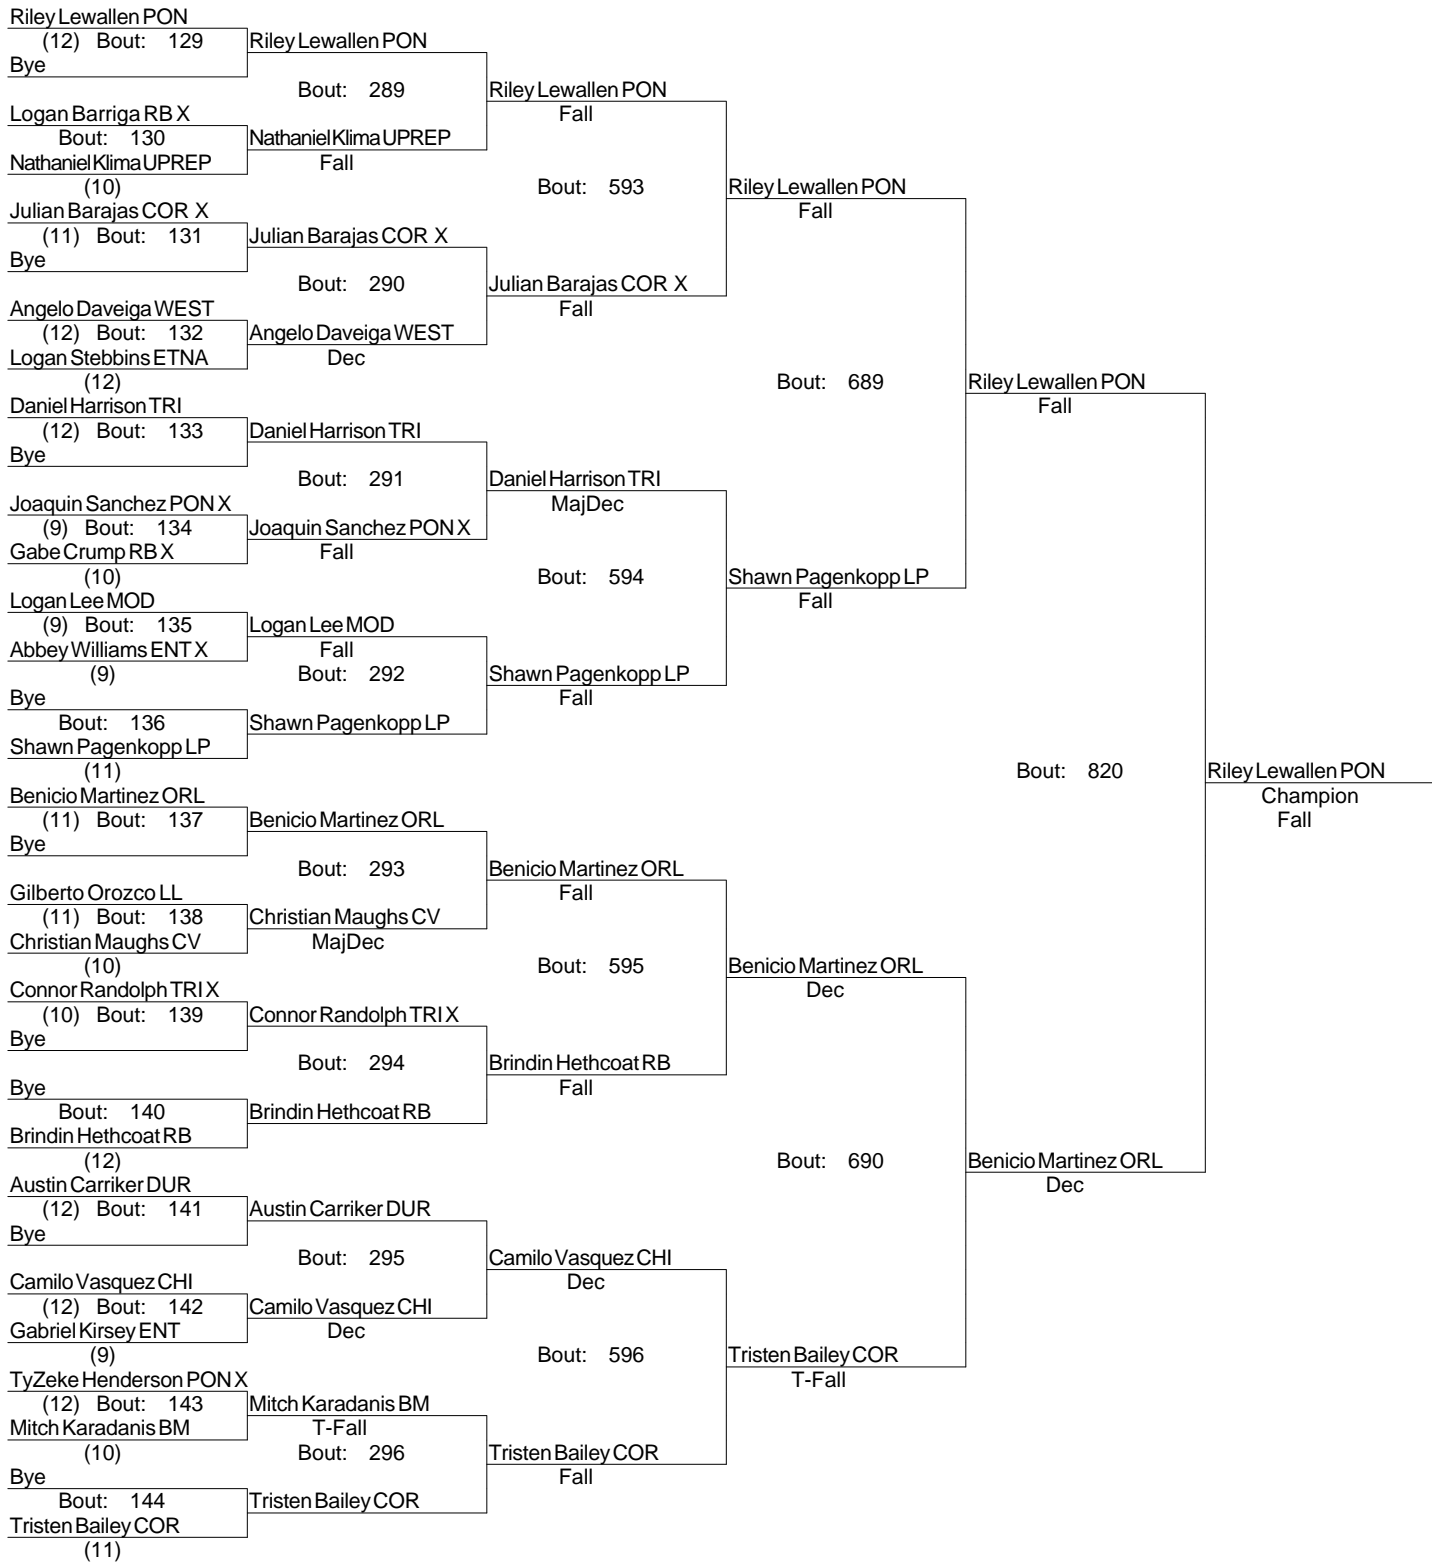 Riley Lewallen PON
(12) Bout: 129
Riley Lewallen PON
Bye
Bout: 289
Riley Lewallen PON
Logan Barriga RB X
Fall
Bout: 130
Nathaniel Klima UPREP
Nathaniel Klima UPREP
Fall
(10)
Bout: 593
Riley Lewallen PON
Julian Barajas COR X
Fall
(11) Bout: 131
Julian Barajas COR X
Bye
Bout: 290
Julian Barajas COR X
Angelo Daveiga WEST
Fall
(12) Bout: 132
Angelo Daveiga WEST
Logan Stebbins ETNA
Dec
(12)
Bout: 689
Riley Lewallen PON
Daniel Harrison TRI
Fall
(12) Bout: 133
Daniel Harrison TRI
Bye
Bout: 291
Daniel Harrison TRI
Joaquin Sanchez PON X
MajDec
(9) Bout: 134
Joaquin Sanchez PON X
Gabe Crump RB X
Fall
(10)
Bout: 594
Shawn Pagenkopp LP
Logan Lee MOD
Fall
(9) Bout: 135
Logan Lee MOD
Abbey Williams ENT X
Fall
(9)
Bout: 292
Shawn Pagenkopp LP
Bye
Fall
Bout: 136
Shawn Pagenkopp LP
Shawn Pagenkopp LP
(11)
Bout: 820
Riley Lewallen PON
Benicio Martinez ORL
Champion
(11) Bout: 137
Benicio Martinez ORL
Fall
Bye
Bout: 293
Benicio Martinez ORL
Gilberto Orozco LL
Fall
(11) Bout: 138
Christian Maughs CV
Christian Maughs CV
MajDec
(10)
Bout: 595
Benicio Martinez ORL
Connor Randolph TRI X
Dec
(10) Bout: 139
Connor Randolph TRI X
Bye
Bout: 294
Brindin Hethcoat RB
Bye
Fall
Bout: 140
Brindin Hethcoat RB
Brindin Hethcoat RB
(12)
Bout: 690
Benicio Martinez ORL
Austin Carriker DUR
Dec
(12) Bout: 141
Austin Carriker DUR
Bye
Bout: 295
Camilo Vasquez CHI
Camilo Vasquez CHI
Dec
(12) Bout: 142
Camilo Vasquez CHI
Gabriel Kirsey ENT
Dec
(9)
Bout: 596
Tristen Bailey COR
TyZeke Henderson PON X
T-Fall
(12) Bout: 143
Mitch Karadanis BM
Mitch Karadanis BM
T-Fall
(10)
Bout: 296
Tristen Bailey COR
Bye
Fall
Bout: 144
Tristen Bailey COR
Tristen Bailey COR
(11)